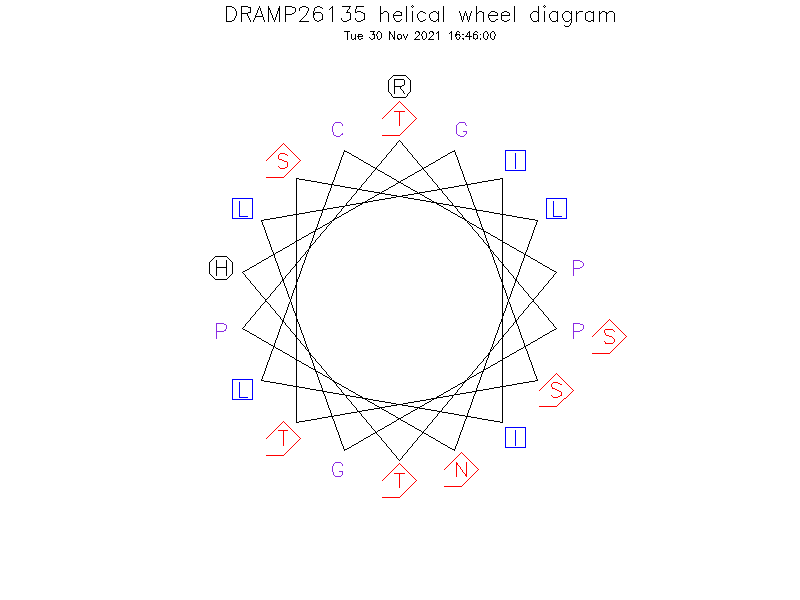 DRAMP26135 helical wheel diagram
Tue 30 Nov 2021 16:46:00
R
T
C G
S I
L L
H P
P P S
L S
T I
G N
T